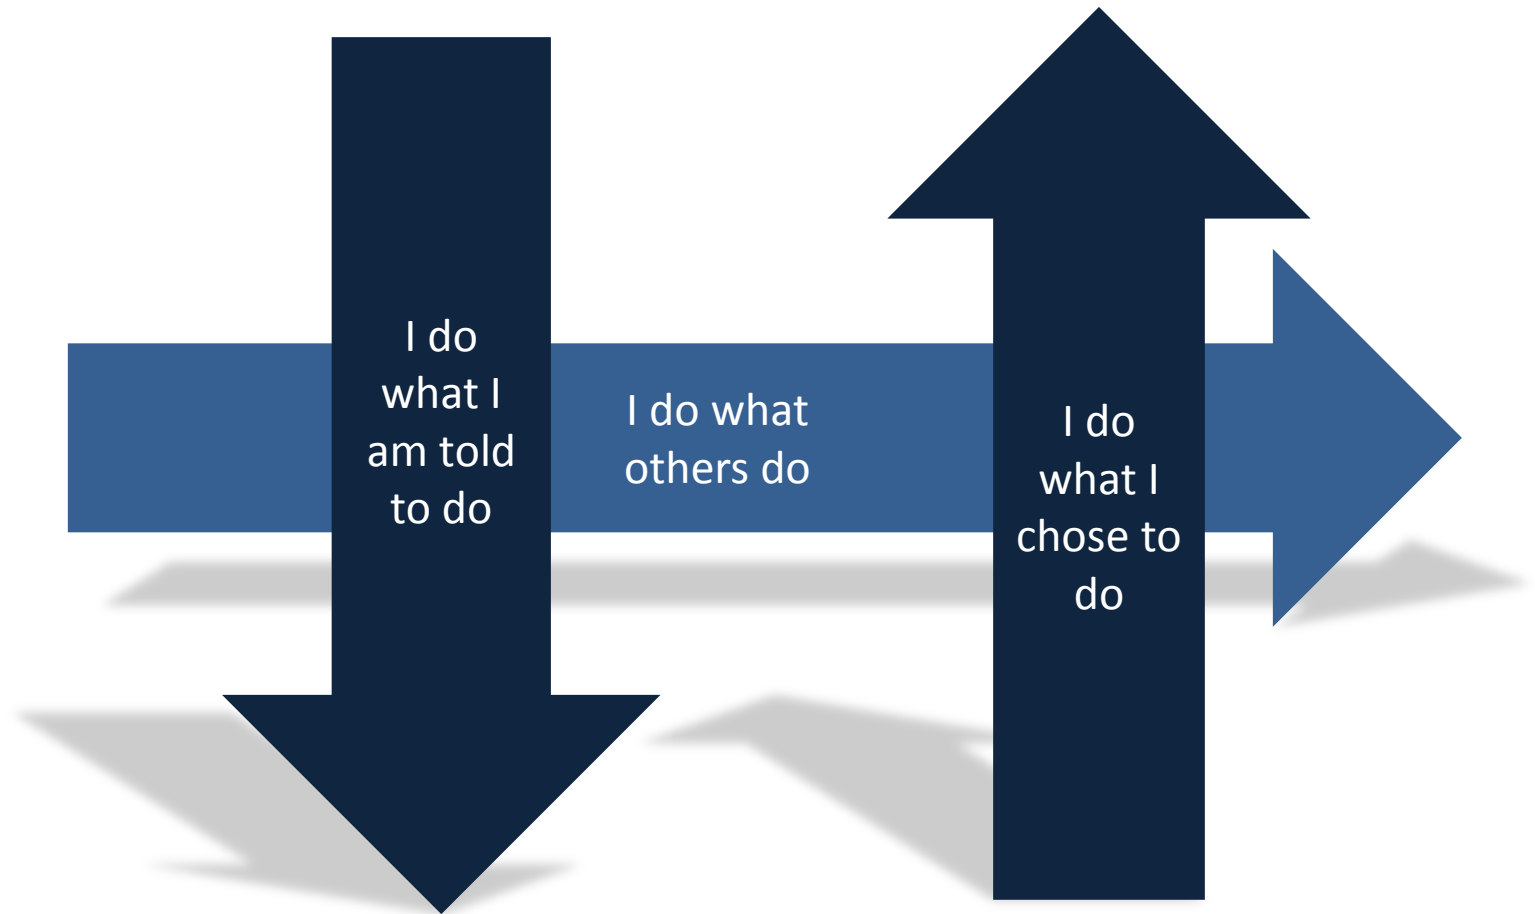 I do
what I
am told
to do
I do what
others do
I do
what I
chose to
do